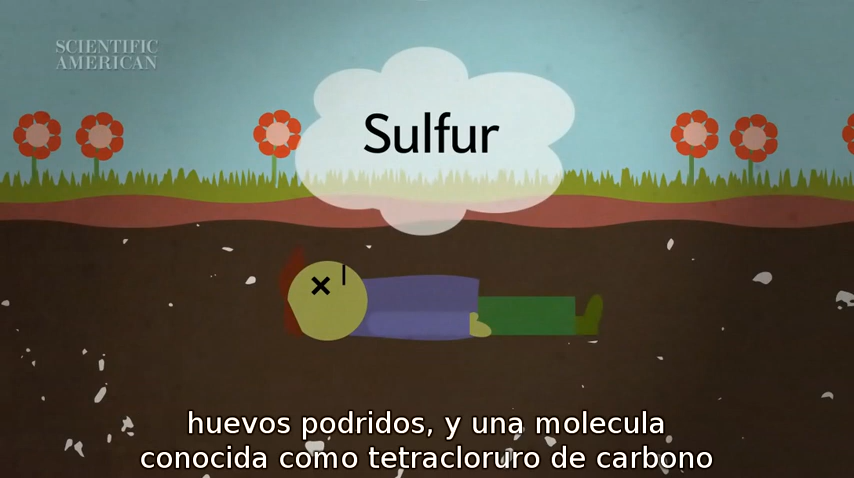 SCIENTIFIC
AMERICAN
Sulfur
huevos podridos, y una molecula
conocida como tetracloruro de carbono